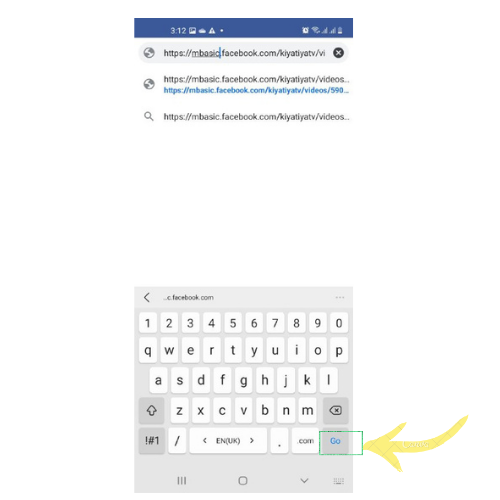 3:12
https://mbasic.facebook.com/kiyatiyatv/vi
https://mbasic.facebook.com/kiyatiyatv/videos...
https://mbasic.facebook.com/kiyatiyatv/videos/590...
https://mbasic.facebook.com/kiyatiyatv/videos...
..c.facebook.com
1 2 3 4 5 6 7 8 9 0
q w e r t y u i o p
a s d f g h j k l
z x c v b n m
!#1 / < EN(UK) > . .com Go